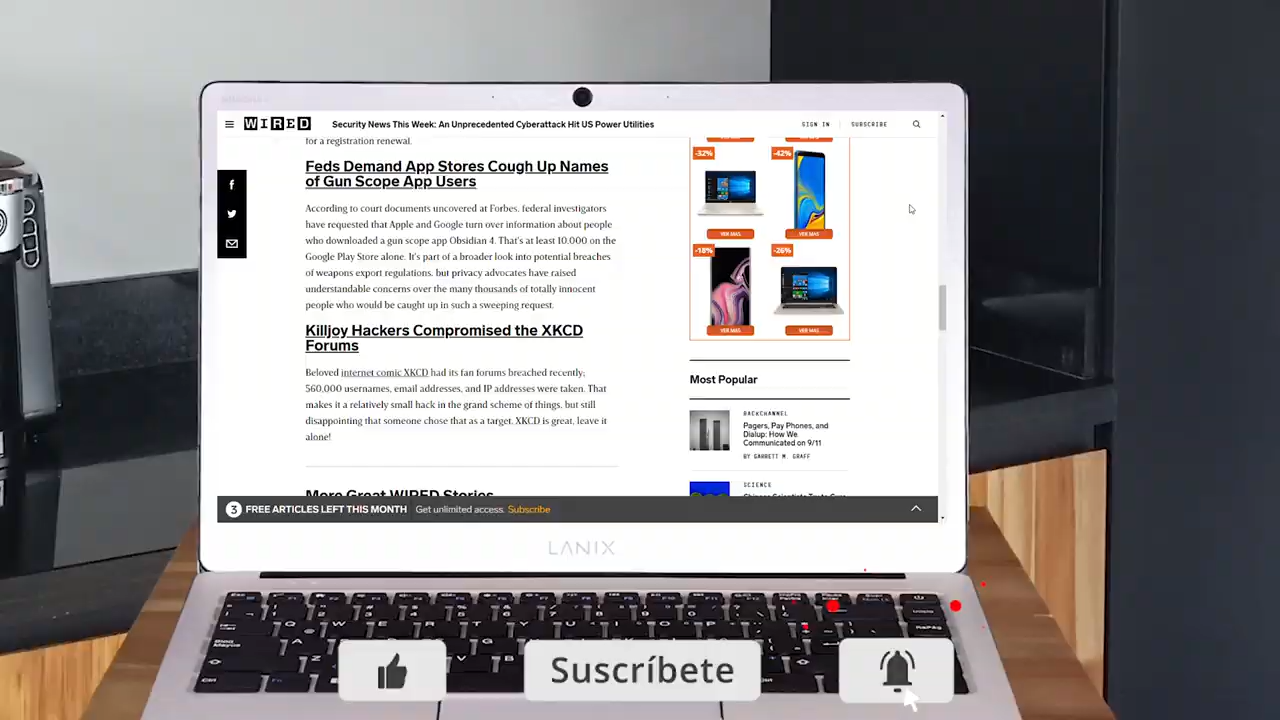 WIRED
Security News This Week: An Unprecedented Cyberattack Hit US Power Utilities
SIGN IN
SUBSCRIBE
for a registration renewal.
Feds Demand App Stores Cough Up Names
of Gun Scope App Users
According to court documents uncovered at Forbes, federal investigators
have requested that Apple and Google turn over information about people
who downloaded a gun scope app Obsidian 4. That's at least 10,000 on the
Google Play Store alone. It's part of a broader look into potential breaches
of weapons export regulations, but privacy advocates have raised
understandable concerns over the many thousands of totally innocent
people who would be caught up in such a sweeping request.
Killjoy Hackers Compromised the XKCD
Forums
Beloved internet comic XKCD had its fan forums breached recently;
560,000 usernames, email addresses, and IP addresses were taken. That
makes it a relatively small hack in the grand scheme of things, but still
disappointing that someone chose that as a target. XKCD is great, leave it
alone!
More Great WIRED Stories
-32%
-42%
VER MAS
VER MAS
-18%
-26%
VER MAS
VER MAS
Most Popular
BACKCHANNEL
Pagers, Pay Phones, and
Dialup: How We
Communicated on 9/11
BY GARRETT M. GRAFF
SCIENCE
3 FREE ARTICLES LEFT THIS MONTH Get unlimited access. Subscribe
LANIX
Suscríbete